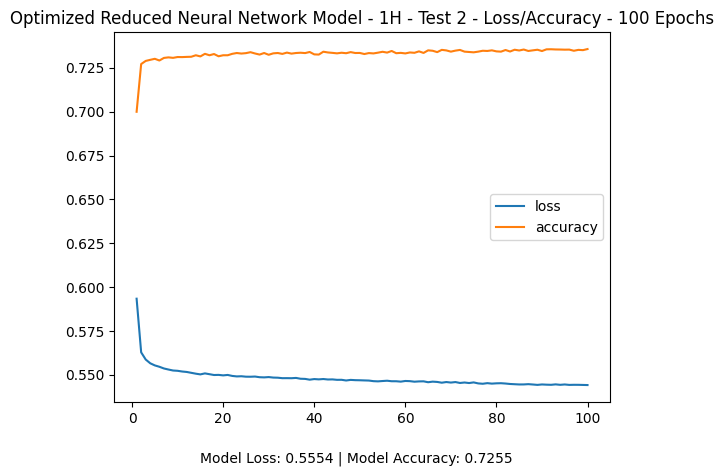 Optimized Reduced Neural Network Model - 1H - Test 2 - Loss/Accuracy - 100 Epochs
0.725
0.700
0.675
0.650
0.625
0.600
0.575
0.550
loss
accuracy
0 20 40 60 80 100
Model Loss: 0.5554 | Model Accuracy: 0.7255